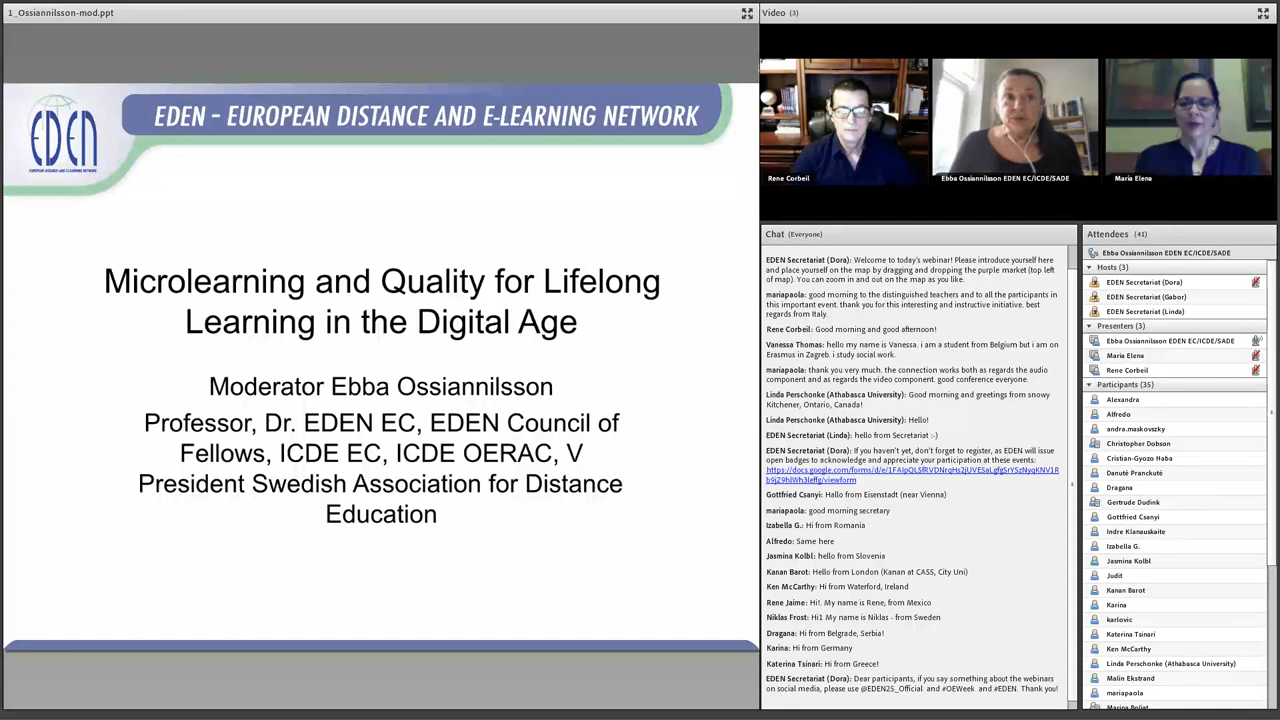 1_Ossiannilsson-mod.ppt
EDEN
EUROPEAN DISTANCE AND E-LEARNING NETWORK
EDEN – EUROPEAN DISTANCE AND E-LEARNING NETWORK
Microlearning and Quality for Lifelong
Learning in the Digital Age
Moderator Ebba Ossiannilsson
Professor, Dr. EDEN EC, EDEN Council of
Fellows, ICDE EC, ICDE OERAC, V
President Swedish Association for Distance
Education
Video (3)
Rene Corbeil
Ebba Ossiannilsson EDEN EC/ICDE/SADE
Maria Elena
Chat (Everyone)
EDEN Secretariat (Dora): Welcome to today's webinar! Please introduce yourself here
and place yourself on the map by dragging and dropping the purple market (top left
of map). You can zoom in and out on the map as you like.
mariapaola: good morning to the distinguished teachers and to all the participants in
this important event. thank you for this interesting and instructive initiative. best
regards from Italy.
Rene Corbeil: Good morning and good afternoon!
Vanessa Thomas: hello my name is Vanessa. i am a student from Belgium but i am on
Erasmus in Zagreb. i study social work.
mariapaola: thank you very much. the connection works both as regards the audio
component and as regards the video component. good conference everyone.
Linda Perschonke (Athabasca University): Good morning and greetings from snowy
Kitchener, Ontario, Canada!
Linda Perschonke (Athabasca University): Hello!
EDEN Secretariat (Linda): hello from Secretariat :-)
EDEN Secretariat (Dora): If you haven't yet, don't forget to register, as EDEN will issue
open badges to acknowledge and appreciate your participation at these events:
Gottfried Csanyi: Hallo from Eisenstadt (near Vienna)
mariapaola: good morning secretary
Izabella G.: Hi from Romania
Alfredo: Same here
Jasmina Kolbl: hello from Slovenia
Kanan Barot: Hello from London (Kanan at CASS, City Uni)
Ken McCarthy: Hi from Waterford, Ireland
Rene Jaime: Hi!. My name is Rene, from Mexico
Niklas Frost: Hi1 My name is Niklas - from Sweden
Dragana: Hi from Belgrade, Serbia!
Karina: Hi from Germany
Katerina Tsinari: Hi from Greece!
EDEN Secretariat (Dora): Dear participants, if you say something about the webinars
on social media, please use @EDEN25_Official and #OEWeek and #EDEN. Thank you!
Attendees (41)
Ebba Ossiannilsson EDEN EC/ICDE/SADE
Hosts (3)
EDEN Secretariat (Dora)
EDEN Secretariat (Gabor)
EDEN Secretariat (Linda)
Presenters (3)
Ebba Ossiannilsson EDEN EC/ICDE/SADE
Maria Elena
Rene Corbeil
Participants (35)
Alexandra
Alfredo
andra.maskovszky
Christopher Dobson
Cristian-Gyozo Haba
Danutė Pranckutė
Dragana
Gertrude Dudink
Gottfried Csanyi
Indre Klanauskaite
Izabella G.
Jasmina Kolbl
Judit
Kanan Barot
Karina
karlovic
Katerina Tsinari
Ken McCarthy
Linda Perschonke (Athabasca University)
Malin Ekstrand
mariapaola